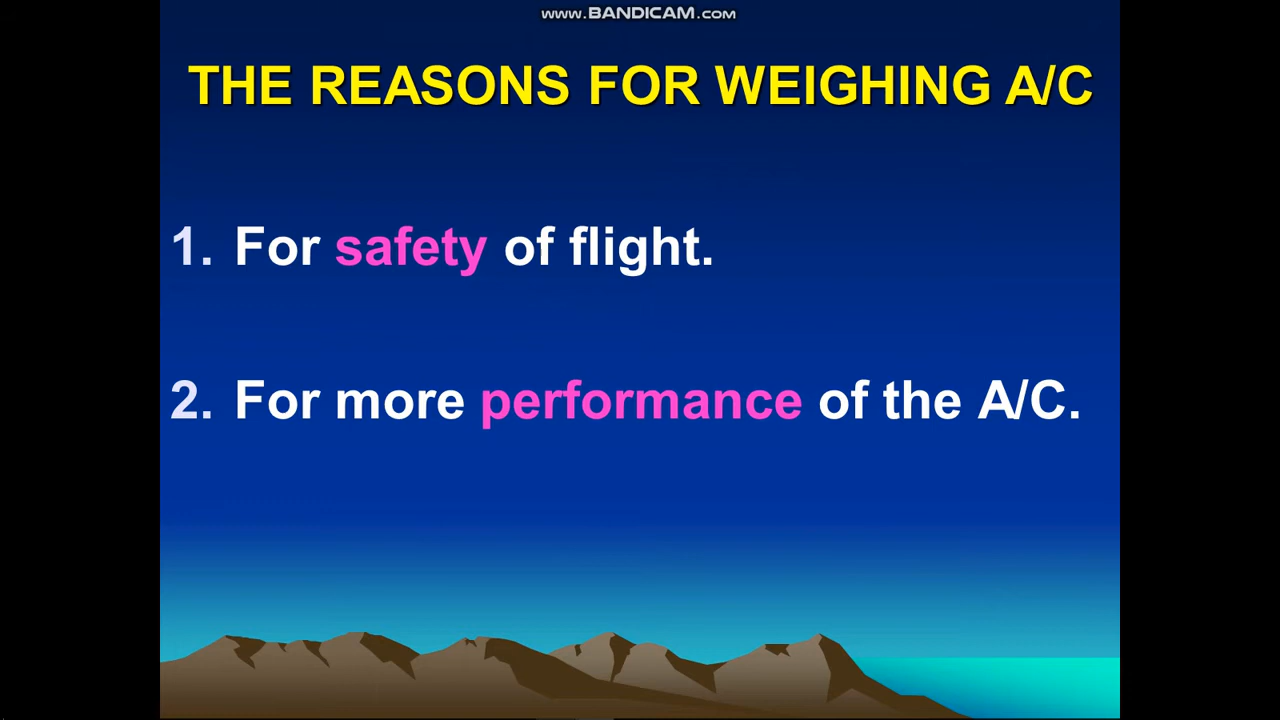 WWW.BANDICAM.COM
THE REASONS FOR WEIGHING A/C
1. For safety of flight.
2. For more performance of the A/C.